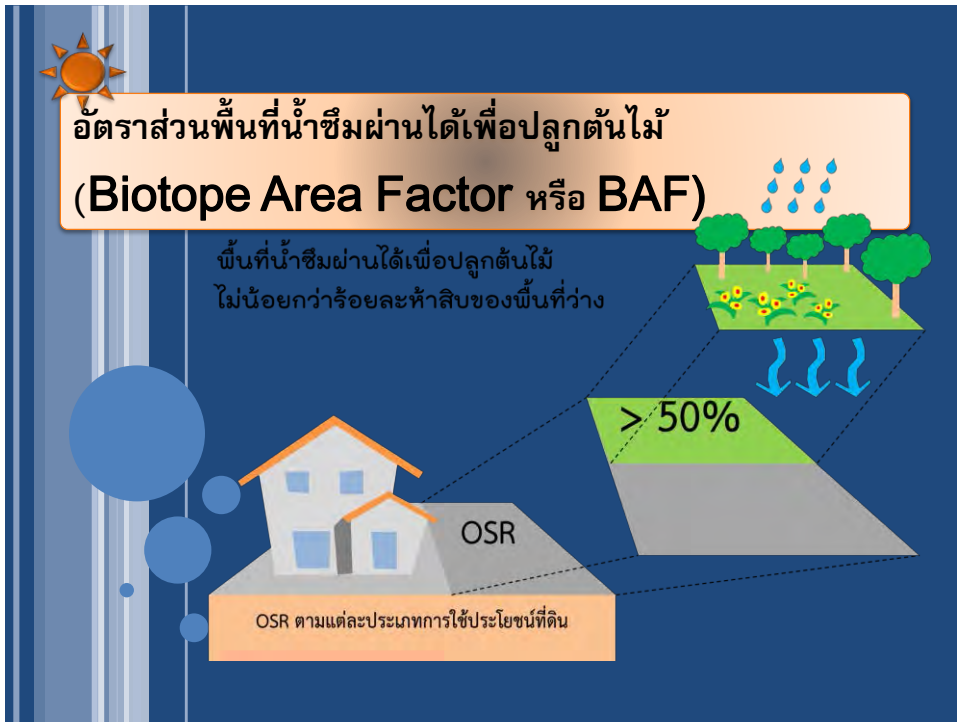 อัตราส่วนพื้นที่น้ำซึมผ่านได้เพื่อปลูกต้นไม้
(Biotope Area Factor หรือ BAF)
พื้นที่น้ำซึมผ่านได้เพื่อปลูกต้นไม้
ไม่น้อยกว่าร้อยละห้าสิบของพื้นที่ว่าง
> 50%
OSR
OSR ตามแต่ละประเภทการใช้ประโยชน์ที่ดิน